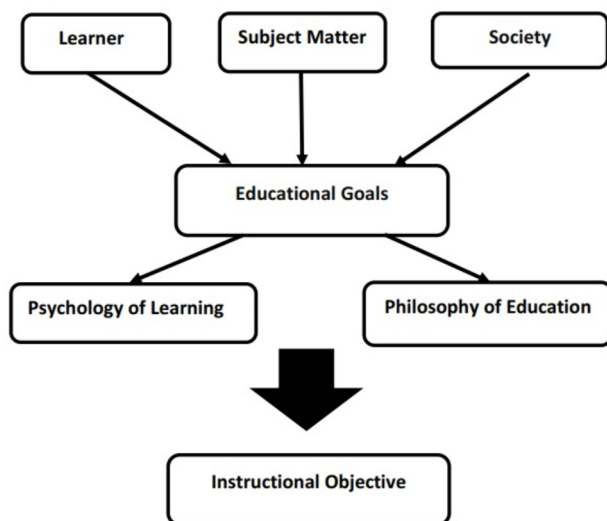 Learner
Subject Matter
Society
Educational Goals
Psychology of Learning
Philosophy of Education
Instructional Objective